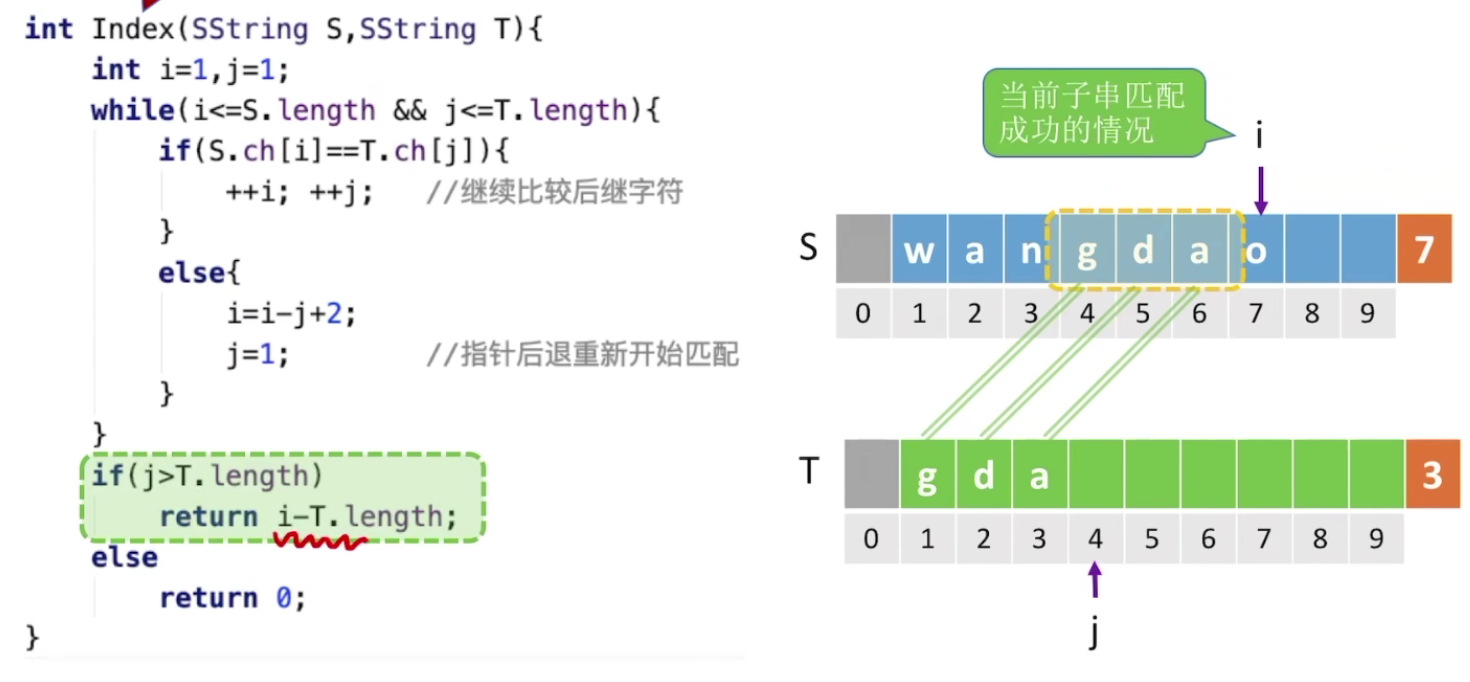 int Index(SString S,SString T){
int i=1,j=1;
while(i<=S.length && j<=T.length){
if(S.ch[i]==T.ch[j]){
++i; ++j; //继续比较后继字符
}
else{
i=i-j+2;
j=1; //指针后退重新开始匹配
}
}
if(j>T.length)
return i-T.length;
else
return 0;
}
当前子串匹配
成功的情况
i
S w a n g d a o 7
0 1 2 3 4 5 6 7 8 9
T g d a 3
0 1 2 3 4 5 6 7 8 9
j